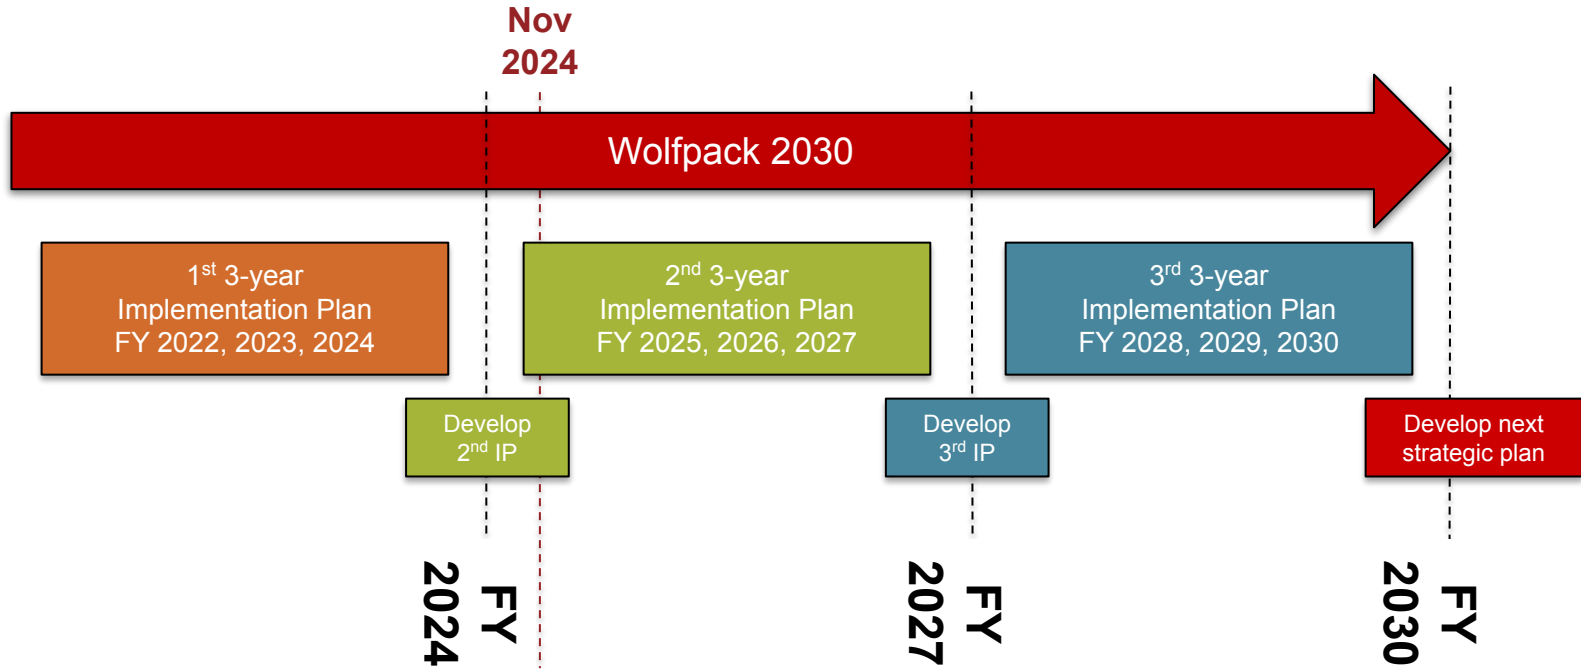 Nov
2024
Wolfpack 2030
1st 3-year
Implementation Plan
FY 2022, 2023, 2024
2nd 3-year
Implementation Plan
FY 2025, 2026, 2027
3rd 3-year
Implementation Plan
FY 2028, 2029, 2030
Develop
2nd IP
Develop
3rd IP
Develop next
strategic plan
FY
2024
FY
2027
FY
2030